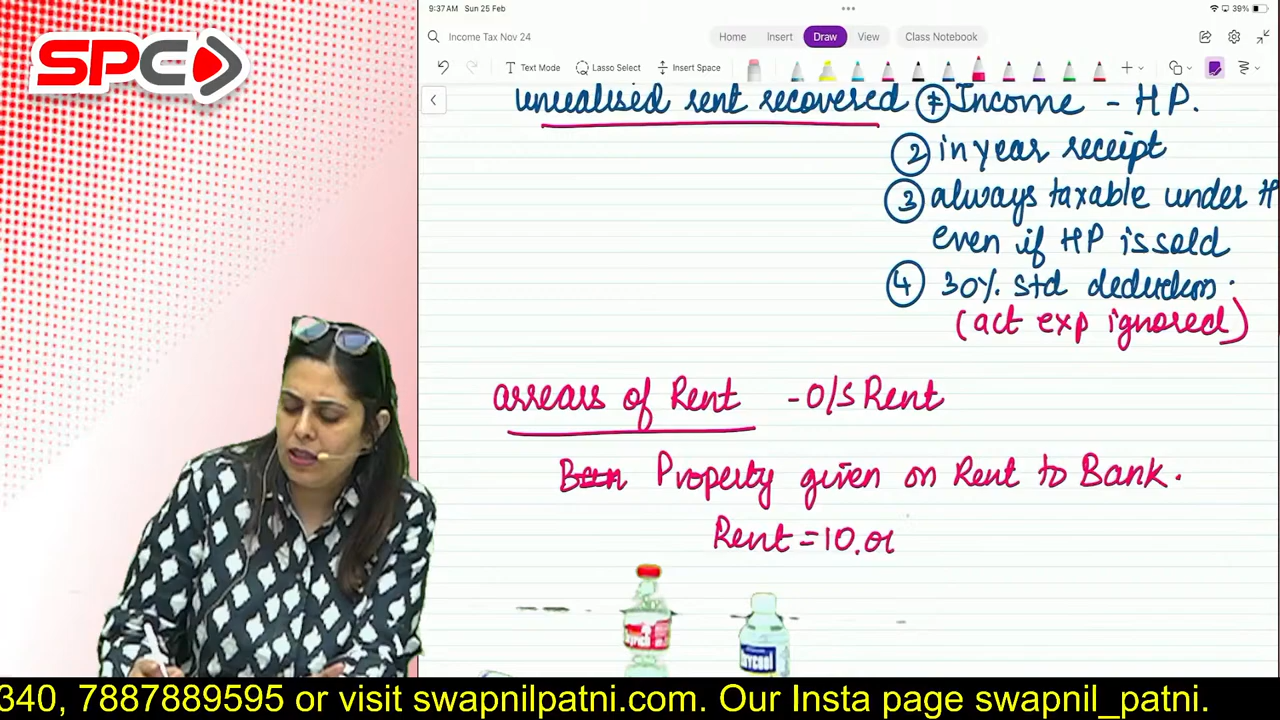 9:37 AM Sun 25 Feb
39%
SPC
Income Tax Nov 24
Home Insert Draw View Class Notebook
Text Mode Lasso Select Insert Space
unrealised rent recovered ① Income - HP.
② in year receipt
③ always taxable under H
even if HP is sold
④ 30% std deduction.
(act exp ignored)
arrears of Rent - O/S Rent
Property given on Rent to Bank.
Rent = 10,00
340, 7887889595 or visit swapnilpatni.com. Our Insta page swapnil_patni.